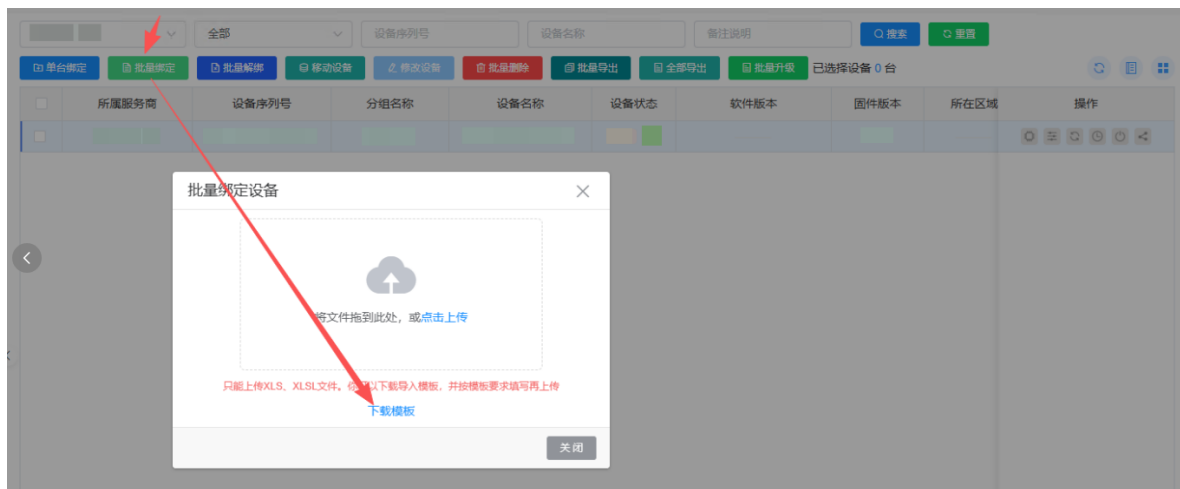 全部 设备序列号 设备名称 备注说明 搜索 重置
单台绑定 批量绑定 批量解绑 移动设备 修改设备 批量删除 批量导出 全部导出 批量升级 已选择设备 0 台
所属服务商 设备序列号 分组名称 设备名称 设备状态 软件版本 固件版本 所在区域 操作
批量绑定设备
将文件拖到此处，或点击上传
只能上传XLS、XLSL文件。你可以下载导入模板、并按模板要求填写再上传
下载模板
关闭